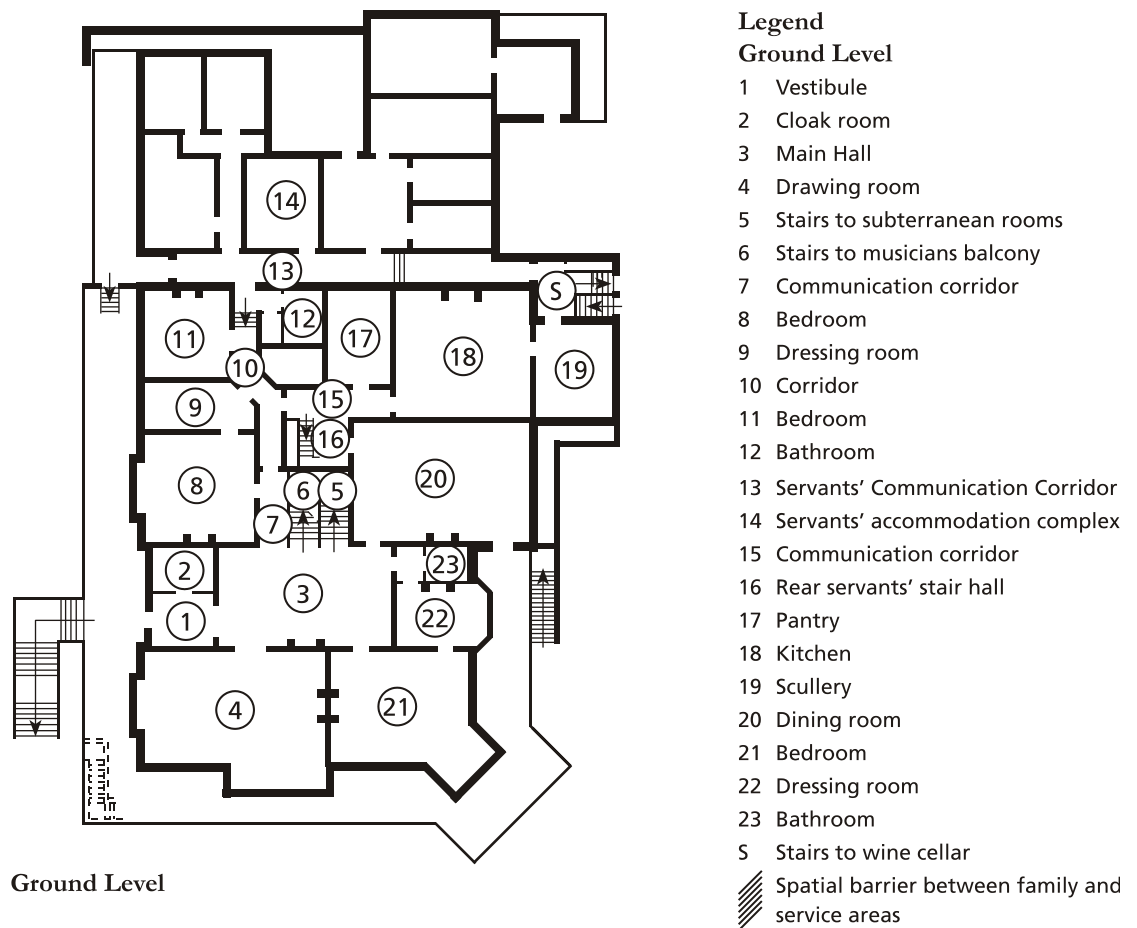 14
13
S
12
11
17
18
10
19
15
9
16
20
8
6
5
7
2
23
3
1
22
4
21
Ground Level
Legend
Ground Level
1 Vestibule
2 Cloak room
3 Main Hall
4 Drawing room
5 Stairs to subterranean rooms
6 Stairs to musicians balcony
7 Communication corridor
8 Bedroom
9 Dressing room
10 Corridor
11 Bedroom
12 Bathroom
13 Servants’ Communication Corridor
14 Servants’ accommodation complex
15 Communication corridor
16 Rear servants’ stair hall
17 Pantry
18 Kitchen
19 Scullery
20 Dining room
21 Bedroom
22 Dressing room
23 Bathroom
S Stairs to wine cellar
Spatial barrier between family and
service areas